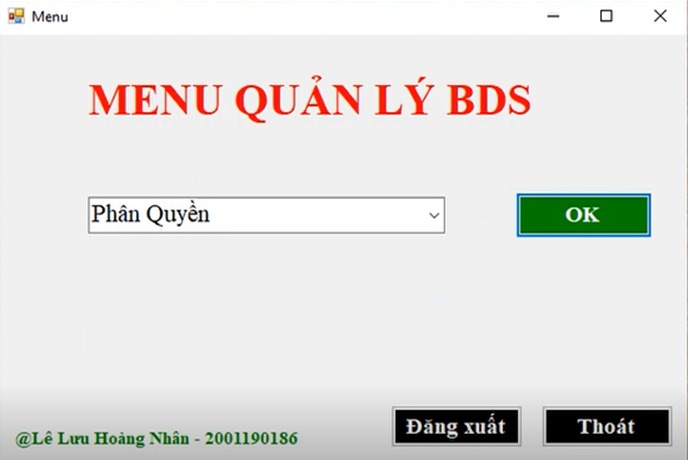 Menu
MENU QUẢN LÝ BDS
Phân Quyền
OK
Đăng xuất
Thoát
@Lê Lưu Hoàng Nhân - 2001190186